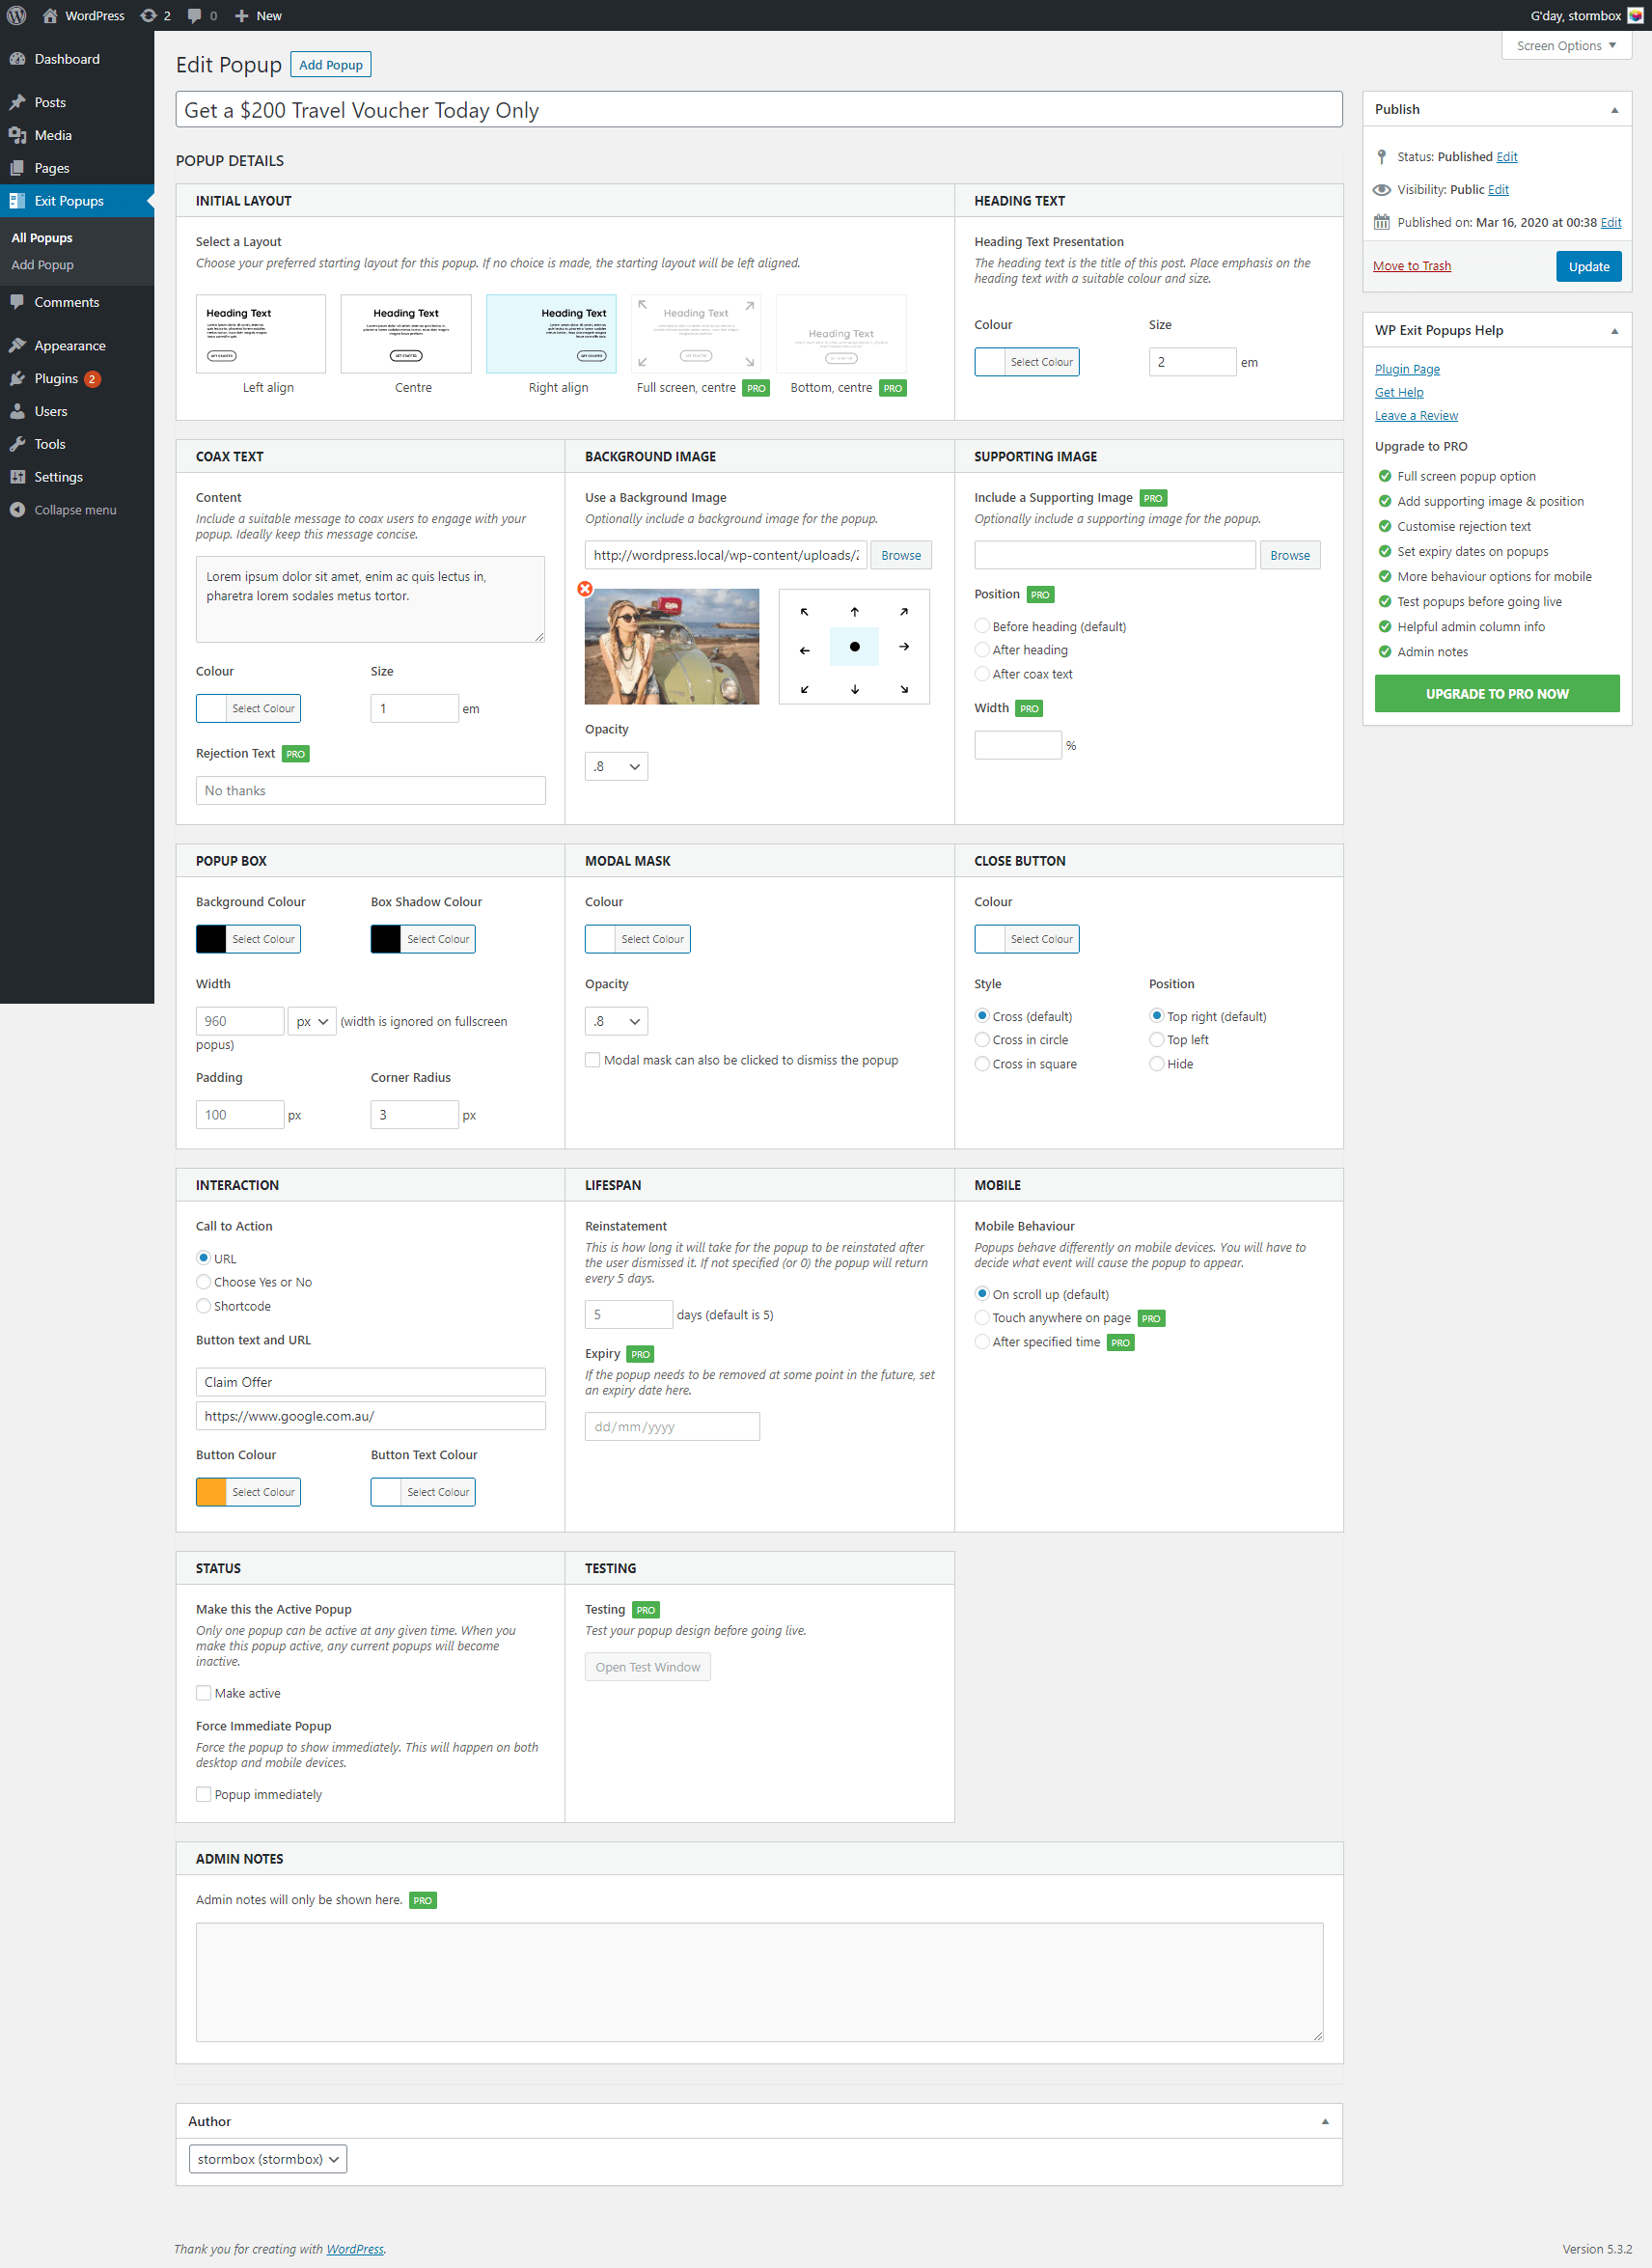 WordPress
2
0
New
G'day, stormbox
Dashboard
Posts
Media
Pages
Exit Popups
All Popups
Add Popup
Comments
Appearance
Plugins 2
Users
Tools
Settings
Collapse menu
Screen Options
Edit Popup
Add Popup
Get a $200 Travel Voucher Today Only
POPUP DETAILS
INITIAL LAYOUT
Select a Layout
Choose your preferred starting layout for this popup. If no choice is made, the starting layout will be left aligned.
Heading Text
GET STARTED
Left align
Heading Text
GET STARTED
Centre
Heading Text
GET STARTED
Right align
Heading Text
GET STARTED
Full screen, centre PRO
Heading Text
GET STARTED
Bottom, centre PRO
HEADING TEXT
Heading Text Presentation
The heading text is the title of this post. Place emphasis on the
heading text with a suitable colour and size.
Colour
Select Colour
Size
2 em
COAX TEXT
Content
Include a suitable message to coax users to engage with your
popup. Ideally keep this message concise.
Lorem ipsum dolor sit amet, enim ac quis lectus in,
pharetra lorem sodales metus tortor.
Colour
Select Colour
Size
1 em
Rejection Text PRO
No thanks
BACKGROUND IMAGE
Use a Background Image
Optionally include a background image for the popup.
http://wordpress.local/wp-content/uploads/2
Browse
Opacity
.8
SUPPORTING IMAGE
Include a Supporting Image PRO
Optionally include a supporting image for the popup.
Browse
Position PRO
Before heading (default)
After heading
After coax text
Width PRO
%
POPUP BOX
Background Colour
Select Colour
Box Shadow Colour
Select Colour
Width
960 px (width is ignored on fullscreen
popus)
Padding
100 px
Corner Radius
3 px
MODAL MASK
Colour
Select Colour
Opacity
.8
Modal mask can also be clicked to dismiss the popup
CLOSE BUTTON
Colour
Select Colour
Style
Cross (default)
Cross in circle
Cross in square
Position
Top right (default)
Top left
Hide
INTERACTION
Call to Action
URL
Choose Yes or No
Shortcode
Button text and URL
Claim Offer
https://www.google.com.au/
Button Colour
Select Colour
Button Text Colour
Select Colour
LIFESPAN
Reinstatement
This is how long it will take for the popup to be reinstated after
the user dismissed it. If not specified (or 0) the popup will return
every 5 days.
5 days (default is 5)
Expiry PRO
If the popup needs to be removed at some point in the future, set
an expiry date here.
dd/mm/yyyy
MOBILE
Mobile Behaviour
Popups behave differently on mobile devices. You will have to
decide what event will cause the popup to appear.
On scroll up (default)
Touch anywhere on page PRO
After specified time PRO
STATUS
Make this the Active Popup
Only one popup can be active at any given time. When you
make this popup active, any current popups will become
inactive.
Make active
Force Immediate Popup
Force the popup to show immediately. This will happen on both
desktop and mobile devices.
Popup immediately
TESTING
Testing PRO
Test your popup design before going live.
Open Test Window
ADMIN NOTES
Admin notes will only be shown here. PRO
Author
stormbox (stormbox)
Publish
Status: Published Edit
Visibility: Public Edit
Published on: Mar 16, 2020 at 00:38 Edit
Move to Trash
Update
WP Exit Popups Help
Plugin Page
Get Help
Leave a Review
Upgrade to PRO
Full screen popup option
Add supporting image & position
Customise rejection text
Set expiry dates on popups
More behaviour options for mobile
Test popups before going live
Helpful admin column info
Admin notes
UPGRADE TO PRO NOW
Thank you for creating with WordPress.
Version 5.3.2